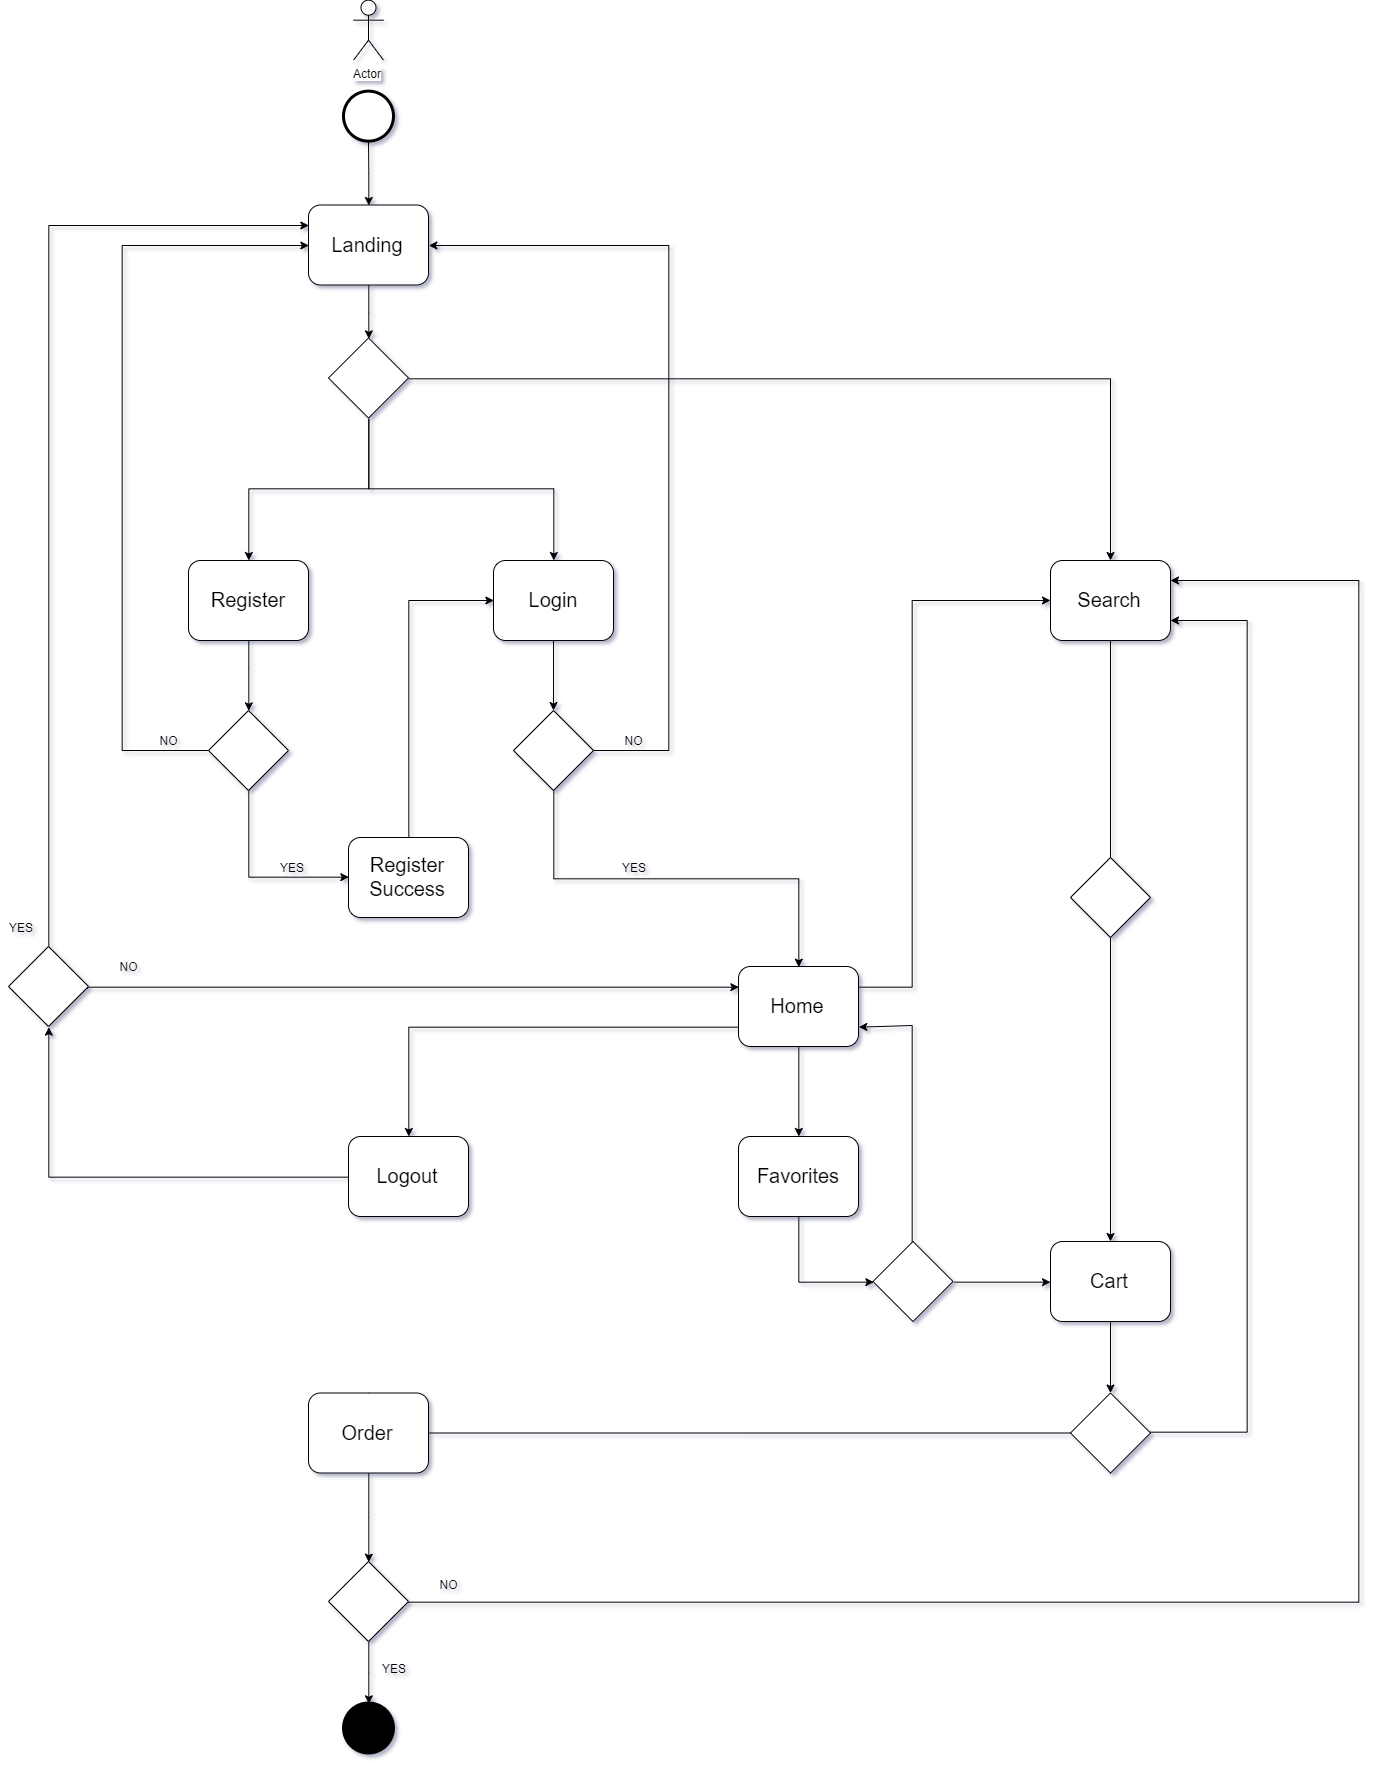 Actor
Landing
Register
Login
Search
NO
NO
Register
Success
YES
YES
YES
NO
Home
Logout
Favorites
Cart
Order
NO
YES